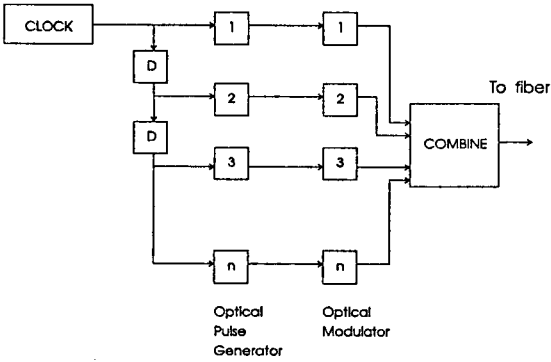 CLOCK
1
1
D
To fiber
2
2
D
COMBINE
3
3
n
n
Optical
Pulse
Generator
Optical
Modulator